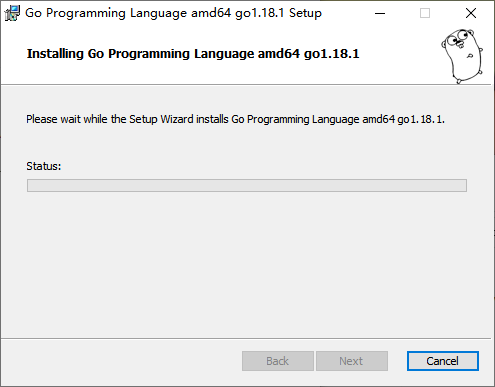 Go Programming Language amd64 go1.18.1 Setup
Installing Go Programming Language amd64 go1.18.1
Please wait while the Setup Wizard installs Go Programming Language amd64 go1.18.1.
Status:
Back Next Cancel